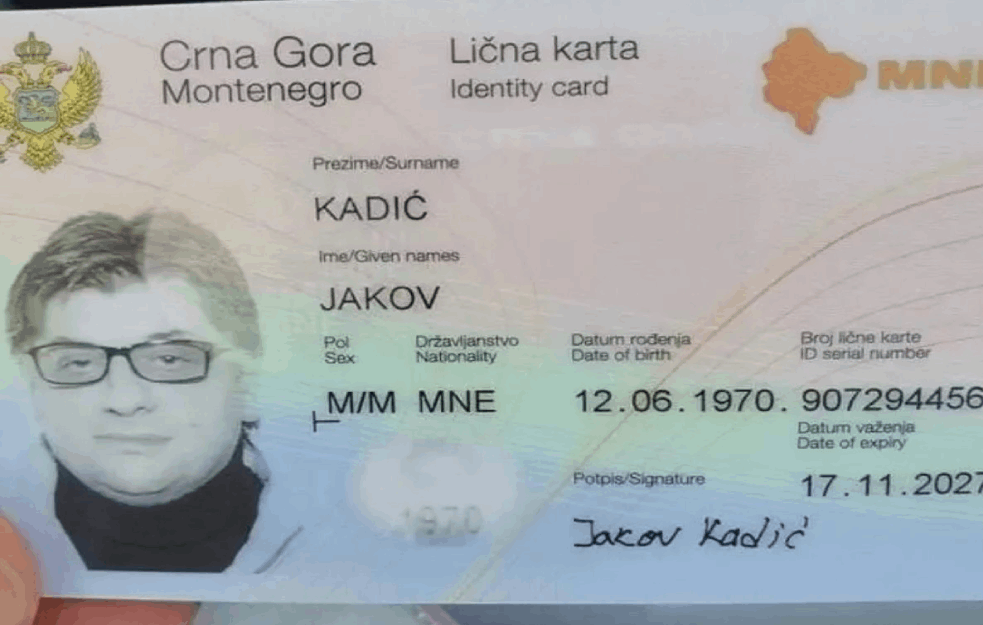 Crna Gora
Montenegro
Lična karta
Identity card
MNE
Prezime/Surname
KADIĆ
Ime/Given names
JAKOV
Pol
Sex
Državljanstvo
Nationality
Datum rođenja
Date of birth
Broj lične karte
ID serial number
M/M MNE 12.06.1970. 907294456
Datum važenja
Date of expiry
Potpis/Signature
17.11.2027
1970
Jakov Kadić